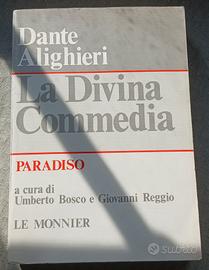 Dante
Alighieri
La Divina
Commedia
PARADISO
a cura di
Umberto Bosco e Giovanni Reggio
LE MONNIER
subito